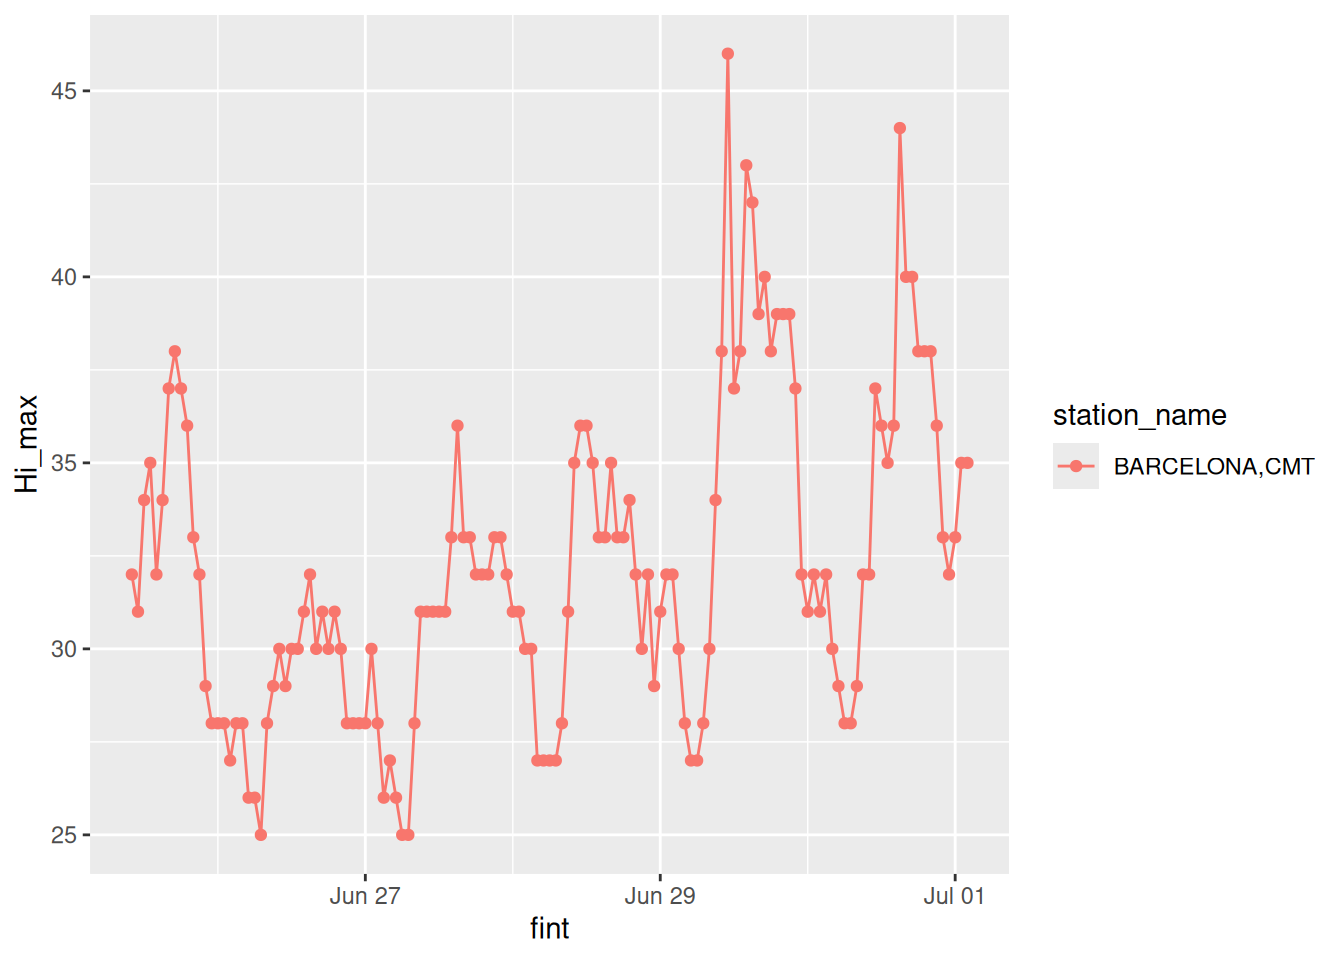 45
40
35
30
25
Hi_max
Jun 27
Jun 29
Jul 01
fint
station_name
BARCELONA,CMT